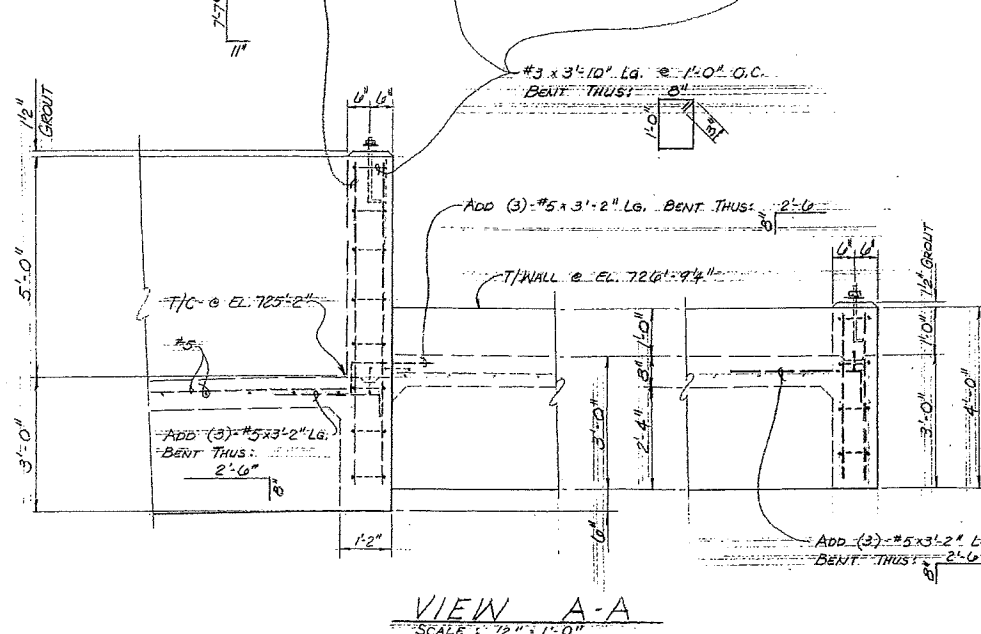 7'-7"
11"
#3 x 3'-10" LG. @ 1'-0" O.C.
BENT THUS: 8"
1'-0"
3"
1½" GROUT
6" 6"
ADD (3)-#5 x 3'-2" LG. BENT THUS: 2'-6
8"
5'-0"
T/C @ EL. 725'-2"
T/WALL @ EL. 726'-9¼"
6" 6"
1½" GROUT
#5
1'-0"
8"
2'-4"
3'-0"
6"
1'-0"
3'-0"
4'-0"
3'-0"
ADD (3)-#5x3'-2" LG.
BENT THUS:
2'-6"
8"
1'-2"
ADD (3)-#5x3'-2" L
BENT THUS: 2'-6
8"
VIEW A-A
SCALE: ½" = 1'-0"